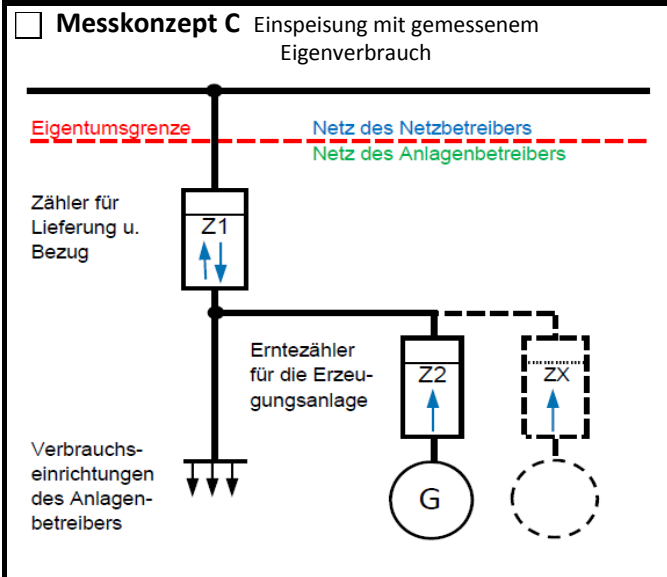 Messkonzept C Einspeisung mit gemessenem
Eigenverbrauch
Eigentumsgrenze
Netz des Netzbetreibers
Netz des Anlagenbetreibers
Zähler für
Lieferung u.
Bezug
Z1
Erntezähler
für die Erzeu-
gungsanlage
Z2
ZX
Verbrauchs-
einrichtungen
des Anlagen-
betreibers
G